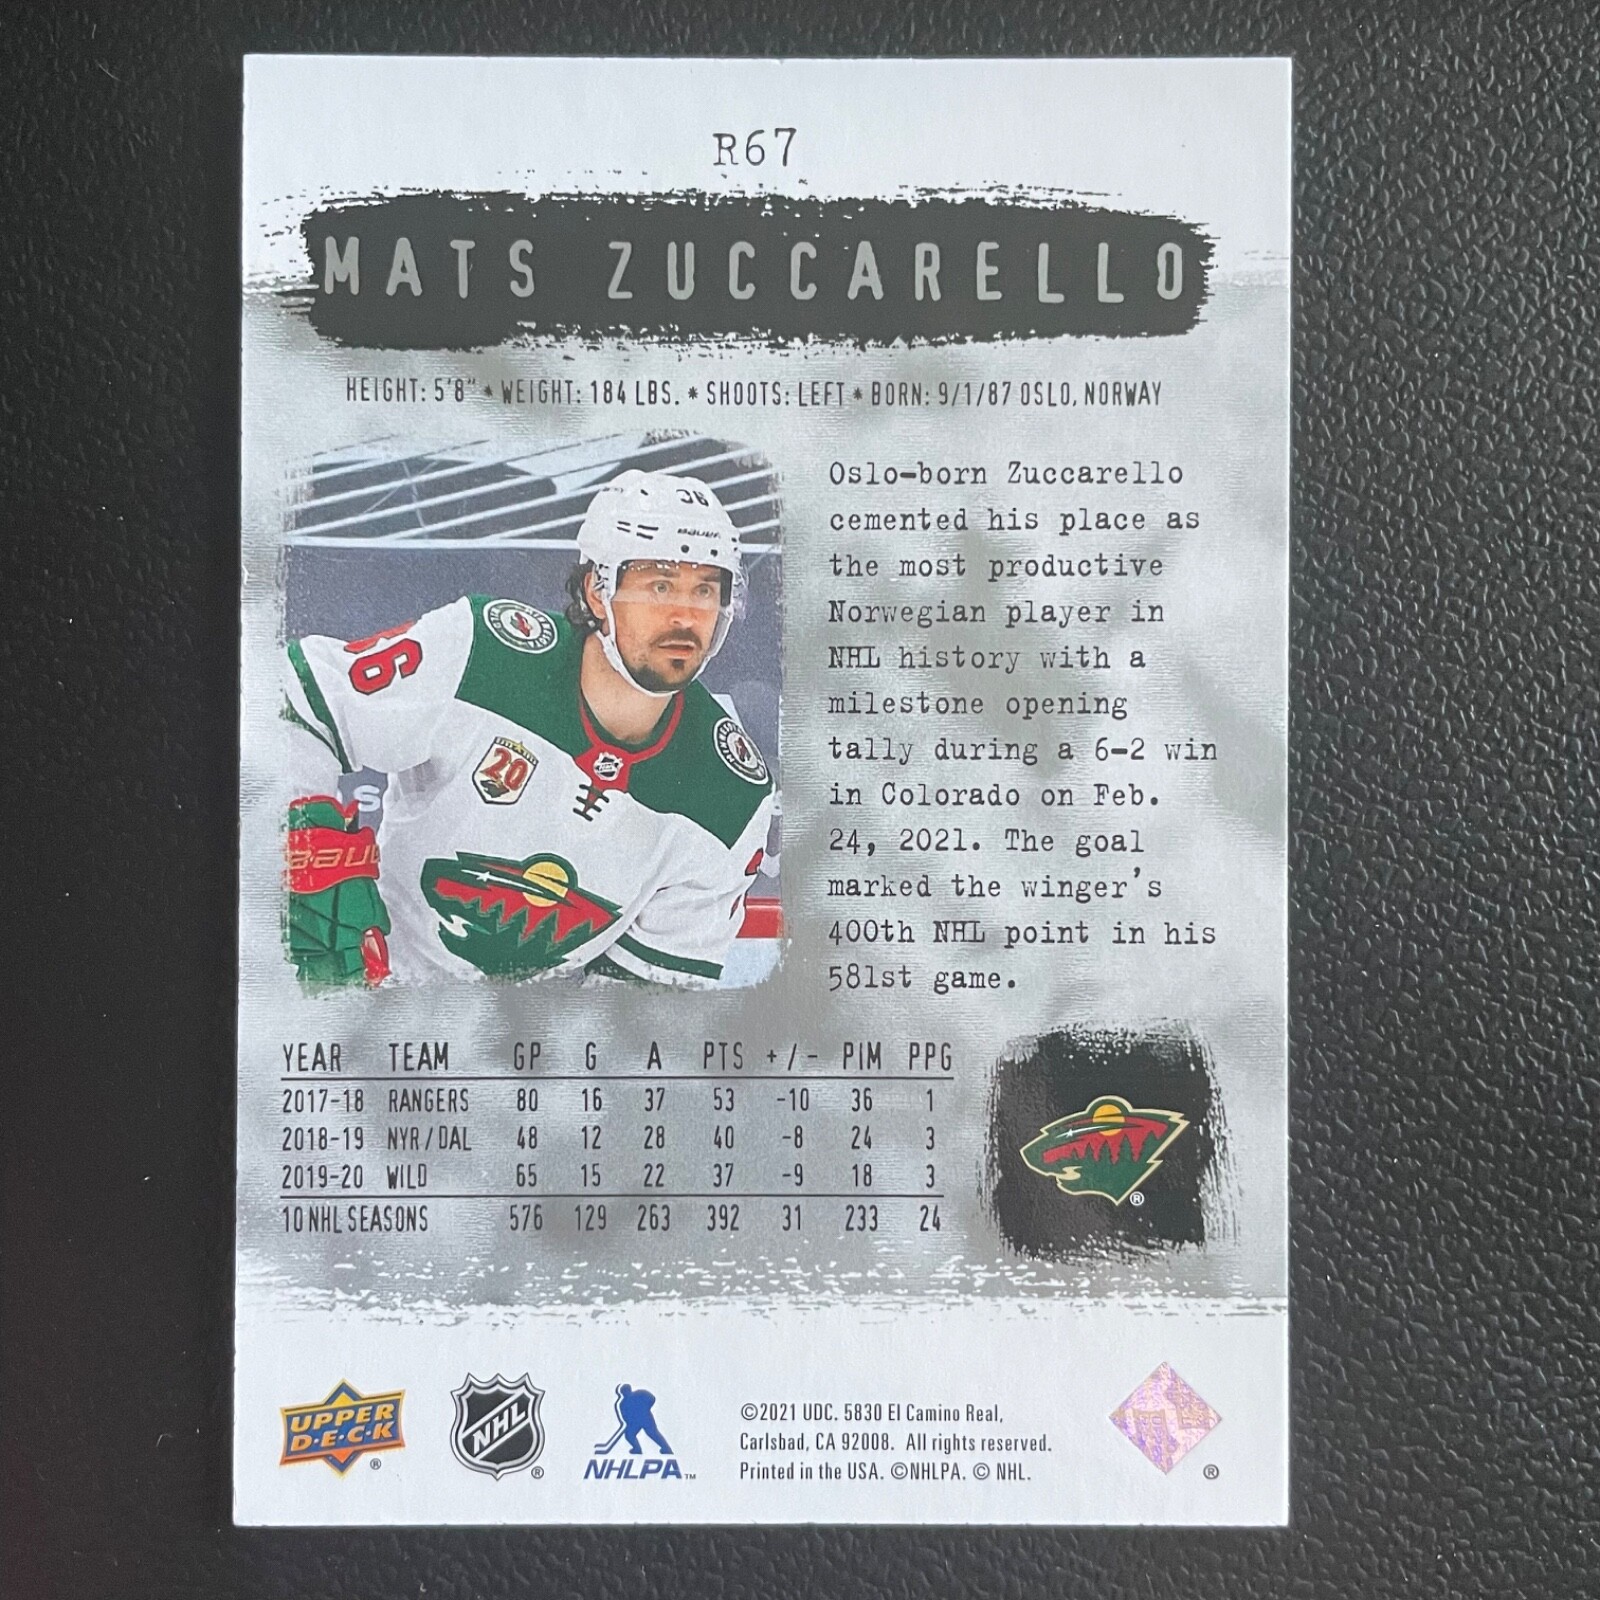 R67
MATS ZUCCARELLO
HEIGHT: 5'8" * WEIGHT: 184 LBS. * SHOOTS: LEFT * BORN: 9/1/87 OSLO, NORWAY
Oslo-born Zuccarello
cemented his place as
the most productive
Norwegian player in
NHL history with a
milestone opening
tally during a 6-2 win
in Colorado on Feb.
24, 2021. The goal
marked the winger's
400th NHL point in his
581st game.
36
BAUER
20
YEAR TEAM GP G A PTS +/- PIM PPG
2017-18 RANGERS 80 16 37 53 -10 36 1
2018-19 NYR/DAL 48 12 28 40 -8 24 3
2019-20 WILD 65 15 22 37 -9 18 3
10 NHL SEASONS 576 129 263 392 31 233 24
®
UPPER
D·E·C·K
®
NHL
®
NHLPA™
©2021 UDC. 5830 El Camino Real,
Carlsbad, CA 92008. All rights reserved.
Printed in the USA. ©NHLPA. © NHL.
®